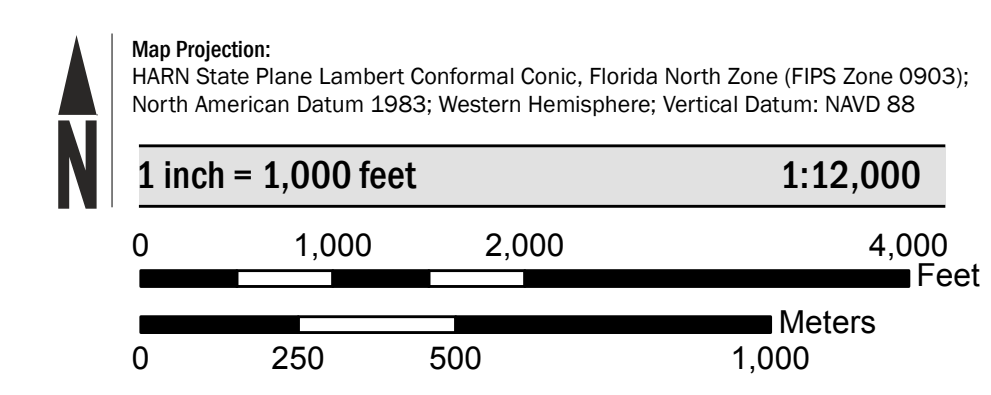 N
Map Projection:
HARN State Plane Lambert Conformal Conic, Florida North Zone (FIPS Zone 0903);
North American Datum 1983; Western Hemisphere; Vertical Datum: NAVD 88
1 inch = 1,000 feet 1:12,000
0 1,000 2,000 4,000
Feet
Meters
0 250 500 1,000